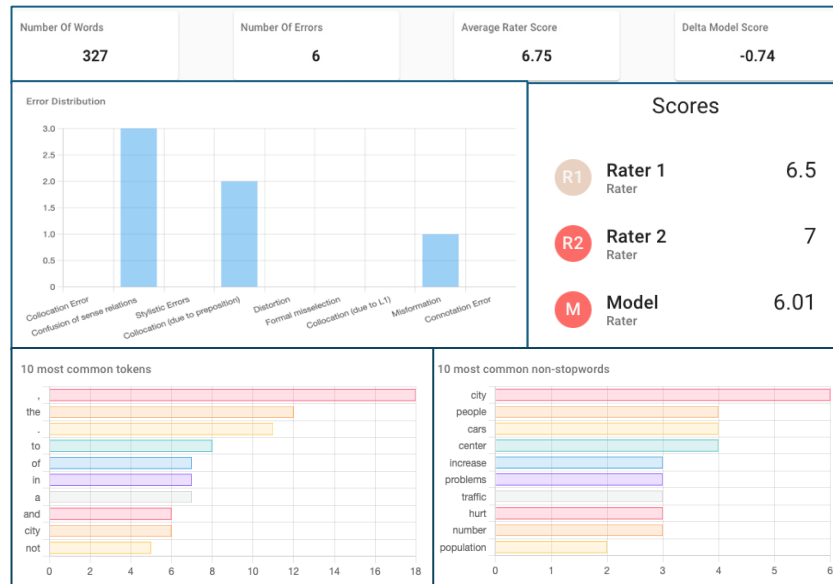 Number Of Words
327
Number Of Errors
6
Average Rater Score
6.75
Delta Model Score
-0.74
Error Distribution
3.0
2.5
2.0
1.5
1.0
0.5
0
Collocation Error
Confusion of sense relations
Stylistic Errors
Collocation (due to preposition)
Distortion
Formal misselection
Collocation (due to L1)
Misformation
Connotation Error
Scores
R1
Rater 1
Rater
6.5
R2
Rater 2
Rater
7
M
Model
Rater
6.01
10 most common tokens
,
the
.
to
of
in
a
and
city
not
0 2 4 6 8 10 12 14 16 18
10 most common non-stopwords
city
people
cars
center
increase
problems
traffic
hurt
number
population
0 1 2 3 4 5 6